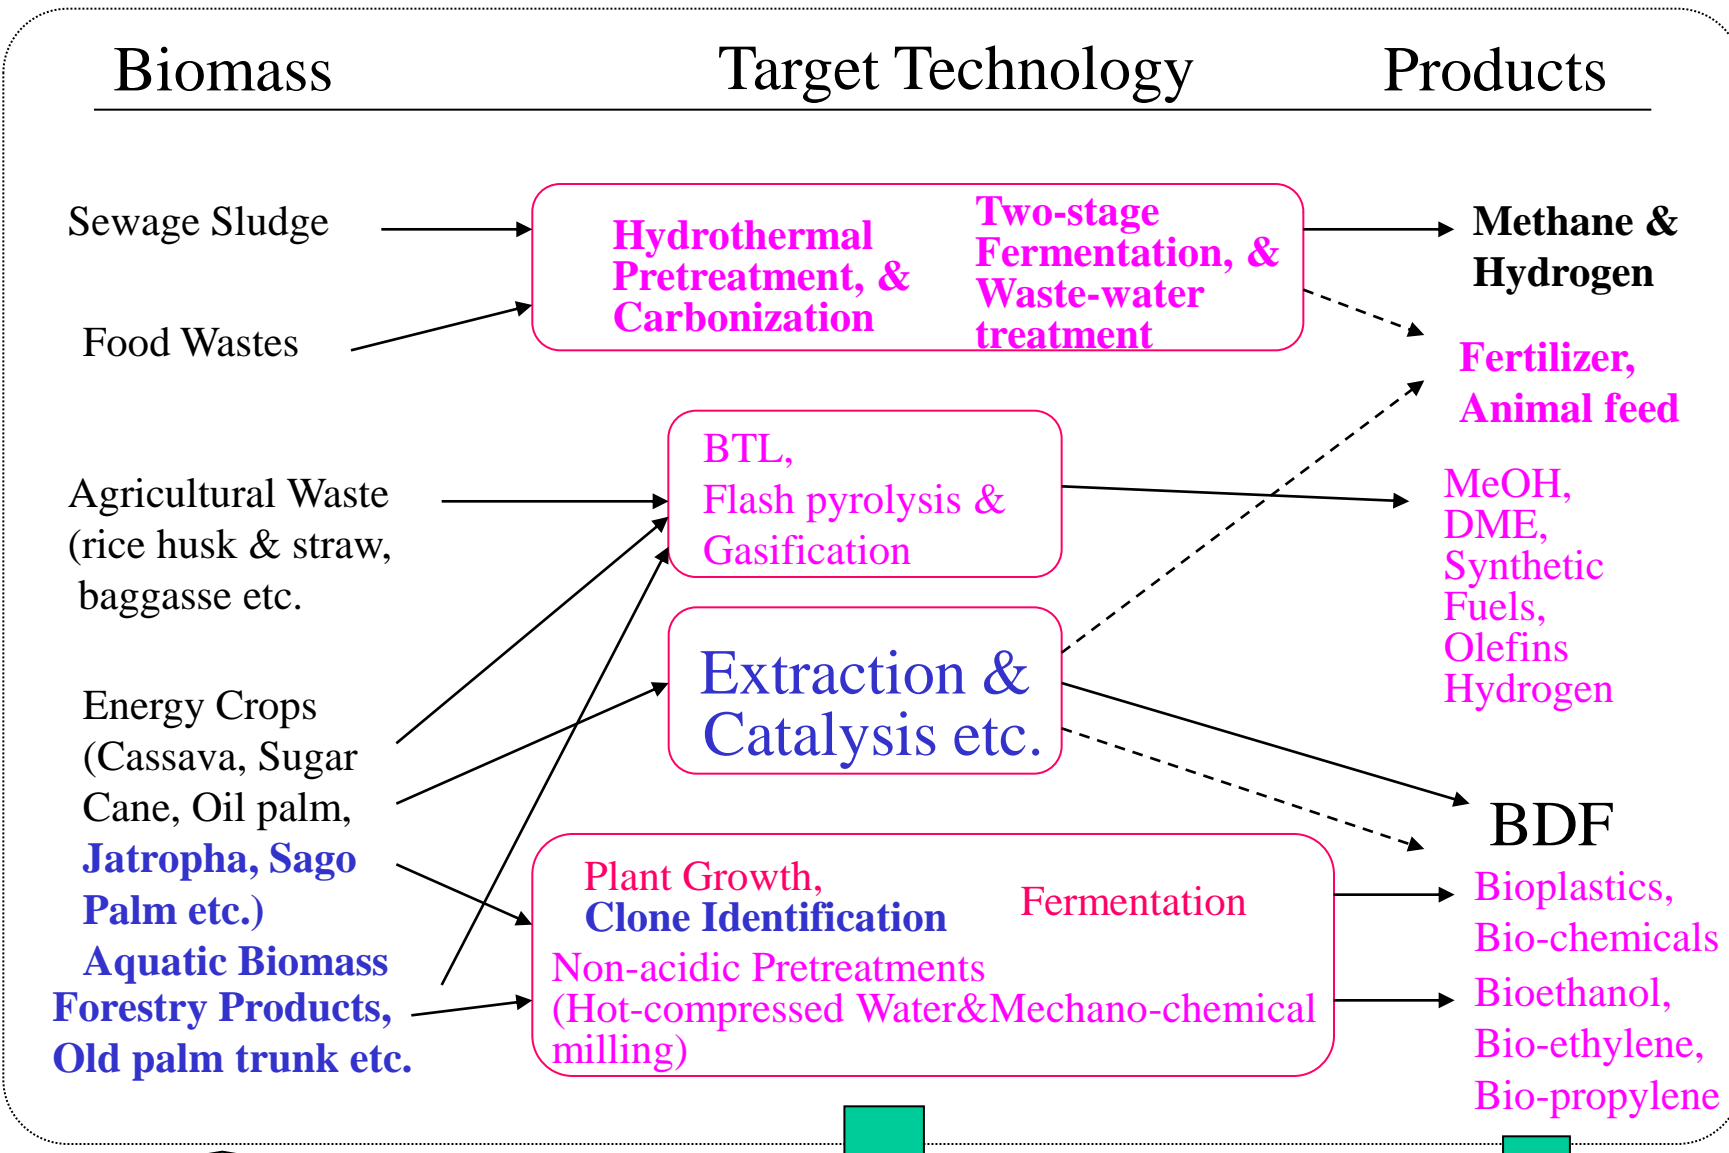 Biomass
Target Technology
Products
Sewage Sludge
Food Wastes
Agricultural Waste
(rice husk & straw,
baggasse etc.
Energy Crops
(Cassava, Sugar
Cane, Oil palm,
Jatropha, Sago
Palm etc.)
Aquatic Biomass
Forestry Products,
Old palm trunk etc.
Hydrothermal
Pretreatment, &
Carbonization
Two-stage
Fermentation, &
Waste-water
treatment
BTL,
Flash pyrolysis &
Gasification
Extraction &
Catalysis etc.
Plant Growth,
Clone Identification
Fermentation
Non-acidic Pretreatments
(Hot-compressed Water&Mechano-chemical
milling)
Methane &
Hydrogen
Fertilizer,
Animal feed
MeOH,
DME,
Synthetic
Fuels,
Olefins
Hydrogen
BDF
Bioplastics,
Bio-chemicals
Bioethanol,
Bio-ethylene,
Bio-propylene